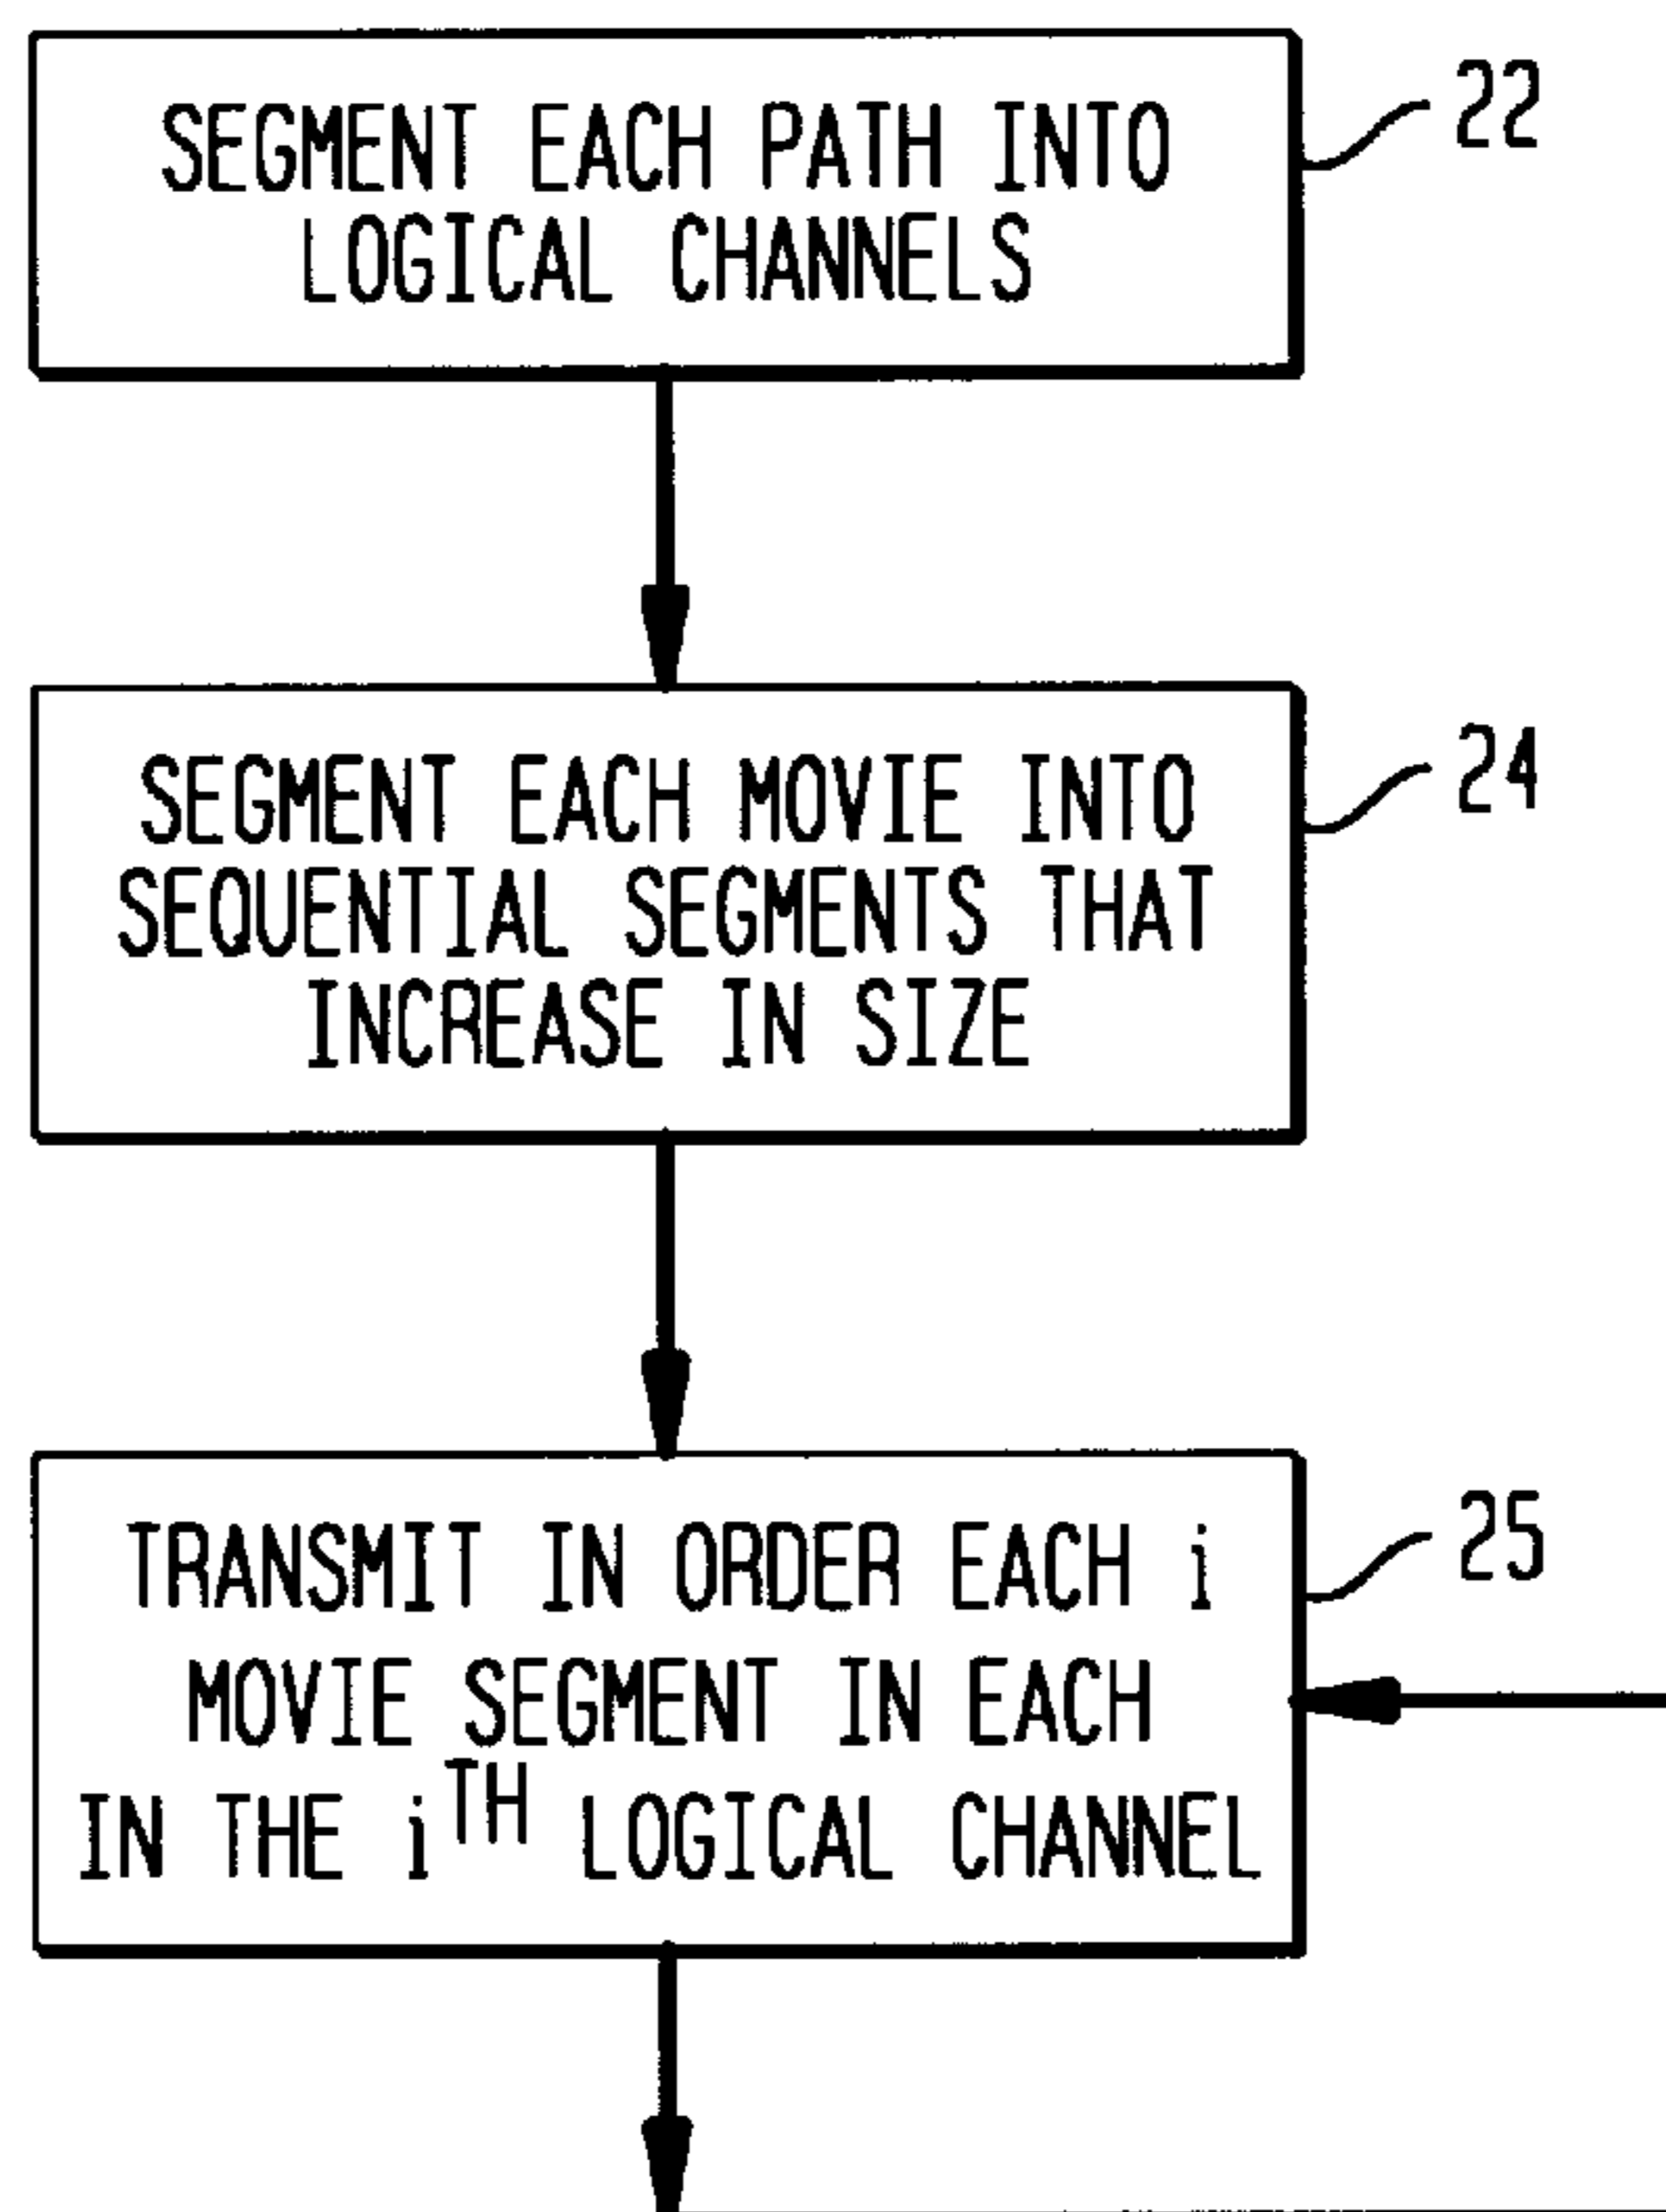 SEGMENT EACH PATH INTO
LOGICAL CHANNELS
22
SEGMENT EACH MOVIE INTO
SEQUENTIAL SEGMENTS THAT
INCREASE IN SIZE
24
TRANSMIT IN ORDER EACH i
MOVIE SEGMENT IN EACH
IN THE iTH LOGICAL CHANNEL
25